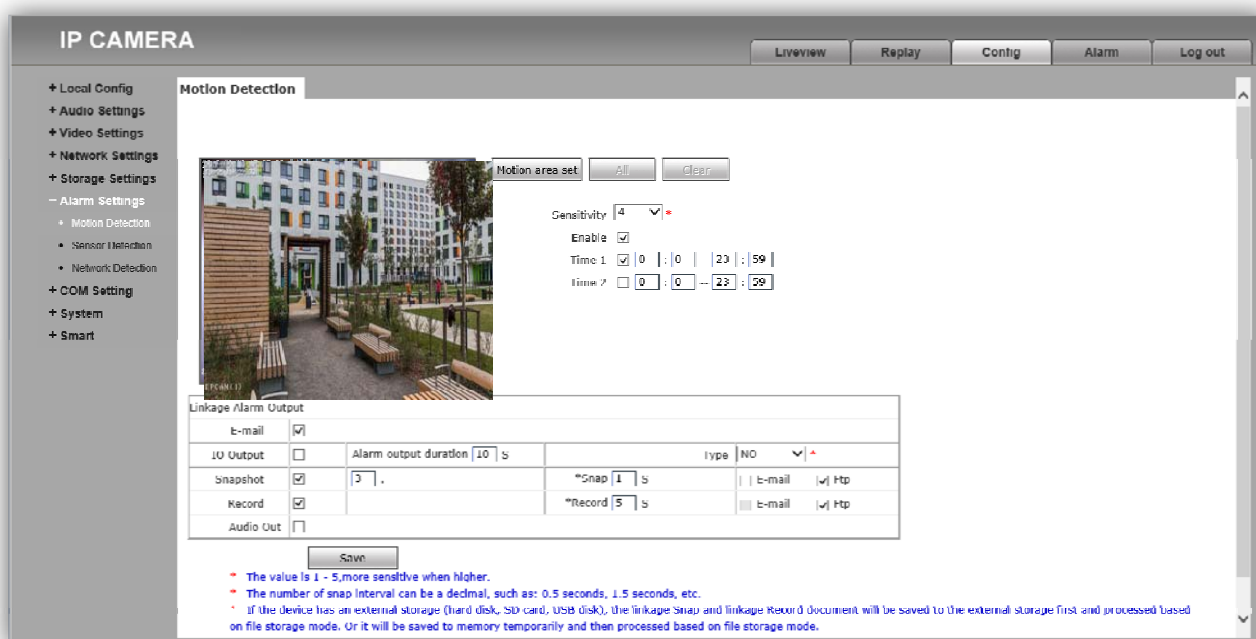 IP CAMERA
Liveview Replay Config Alarm Log out
+ Local Config
+ Audio Settings
+ Video Settings
+ Network Settings
+ Storage Settings
− Alarm Settings
• Motion Detection
• Sensor Detection
• Network Detection
+ COM Setting
+ System
+ Smart
Motion Detection
Motion area set All Clear
Sensitivity 4 *
Enable
Time 1 0 : 0 23 : 59
Time 2 0 : 0 -- 23 : 59
IPCAM(1)
Linkage Alarm Output
E-mail
IO Output Alarm output duration 10 S Type NO *
Snapshot 3 . *Snap 1 S E-mail Ftp
Record *Record 5 S E-mail Ftp
Audio Out
Save
* The value is 1 - 5,more sensitive when higher.
* The number of snap interval can be a decimal, such as: 0.5 seconds, 1.5 seconds, etc.
* If the device has an external storage (hard disk, SD card, USB disk), the linkage Snap and linkage Record document will be saved to the external storage first and processed based
on file storage mode. Or it will be saved to memory temporarily and then processed based on file storage mode.